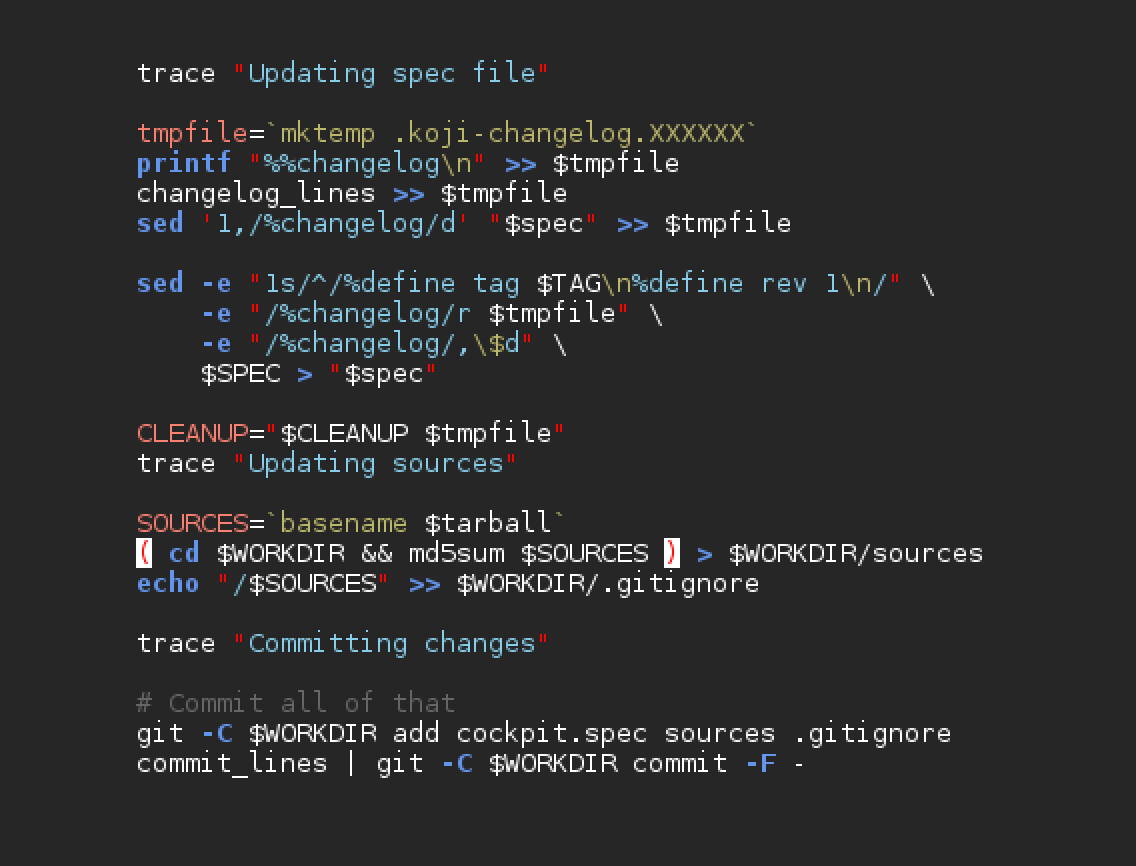 trace "Updating spec file"
tmpfile=`mktemp .koji-changelog.XXXXXX`
printf "%%changelog\n" >> $tmpfile
changelog_lines >> $tmpfile
sed '1,/%changelog/d' "$spec" >> $tmpfile
sed -e "1s/^/%define tag $TAG\n%define rev 1\n/" \
    -e "/%changelog/r $tmpfile" \
    -e "/%changelog/,\$d" \
    $SPEC > "$spec"
CLEANUP="$CLEANUP $tmpfile"
trace "Updating sources"
SOURCES=`basename $tarball`
( cd $WORKDIR && md5sum $SOURCES ) > $WORKDIR/sources
echo "/$SOURCES" >> $WORKDIR/.gitignore
trace "Committing changes"
# Commit all of that
git -C $WORKDIR add cockpit.spec sources .gitignore
commit_lines | git -C $WORKDIR commit -F -